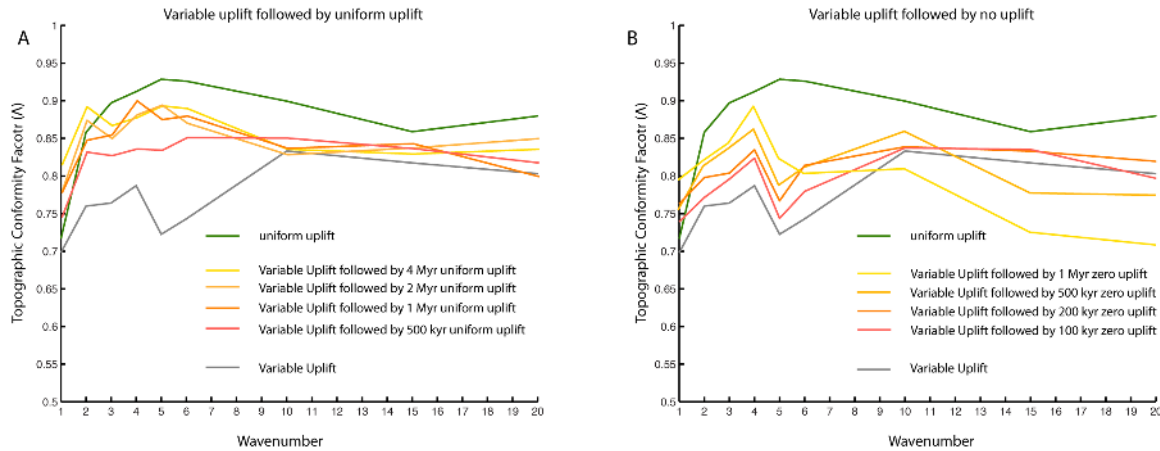 Variable uplift followed by uniform uplift
A
Topographic Conformity Facotr (Λ)
1
0.95
0.9
0.85
0.8
0.75
0.7
0.65
0.6
0.55
0.5
uniform uplift
Variable Uplift followed by 4 Myr uniform uplift
Variable Uplift followed by 2 Myr uniform uplift
Variable Uplift followed by 1 Myr uniform uplift
Variable Uplift followed by 500 kyr uniform uplift
Variable Uplift
1 2 3 4 5 6 7 8 9 10 11 12 13 14 15 16 17 18 19 20
Wavenumber
Variable uplift followed by no uplift
B
Topographic Conformity Facotr (Λ)
1
0.95
0.9
0.85
0.8
0.75
0.7
0.65
0.6
0.55
0.5
uniform uplift
Variable Uplift followed by 1 Myr zero uplift
Variable Uplift followed by 500 kyr zero uplift
Variable Uplift followed by 200 kyr zero uplift
Variable Uplift followed by 100 kyr zero uplift
Variable Uplift
1 2 3 4 5 6 7 8 9 10 11 12 13 14 15 16 17 18 19 20
Wavenumber